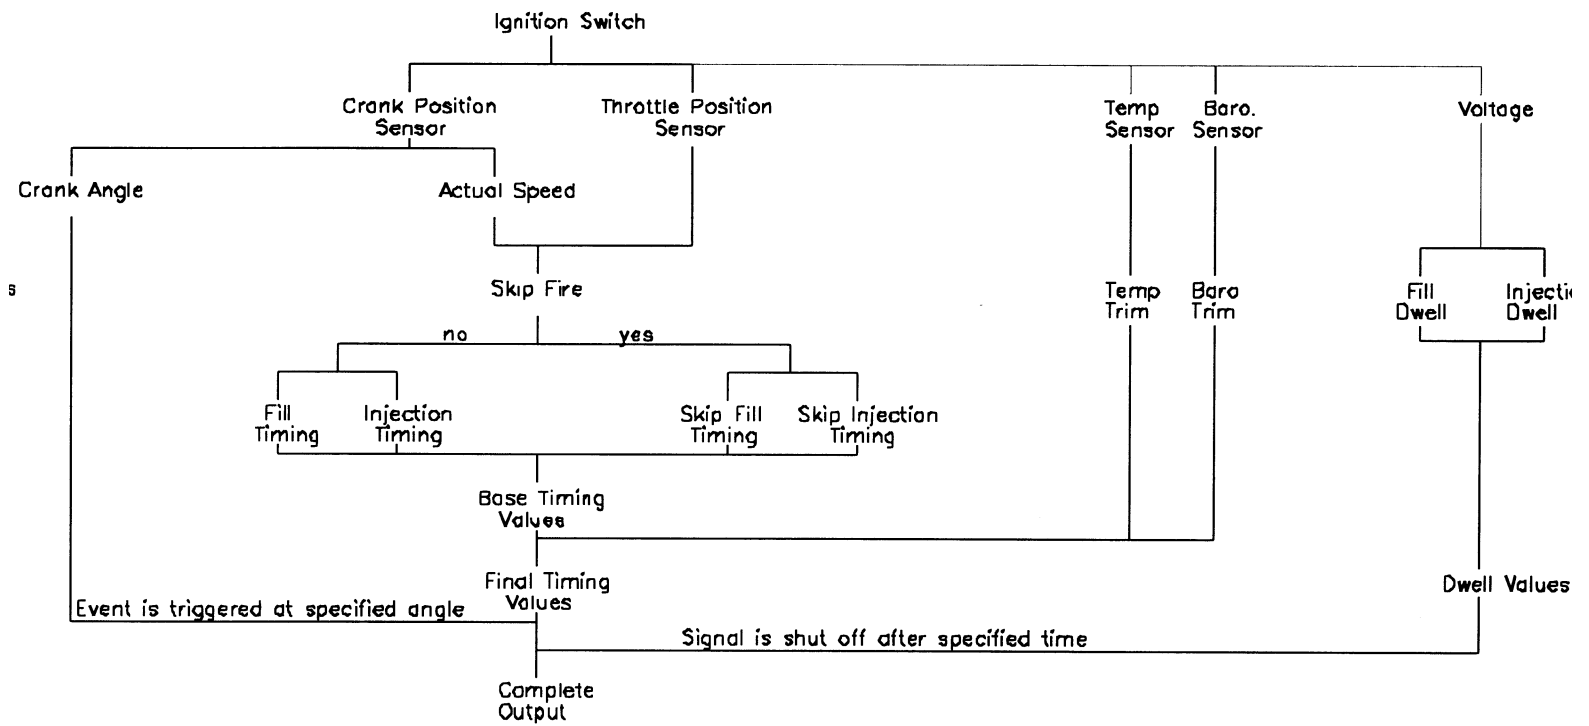 Ignition Switch
Crank Position
Sensor
Throttle Position
Sensor
Temp
Sensor
Baro.
Sensor
Voltage
Crank Angle
Actual Speed
s
Skip Fire
Temp
Trim
Baro
Trim
Fill
Dwell
Injecti
Dwell
no
yes
Fill
Timing
Injection
Timing
Skip Fill
Timing
Skip Injection
Timing
Base Timing
Values
Final Timing
Values
Dwell Values
Event is triggered at specified angle
Signal is shut off after specified time
Complete
Output